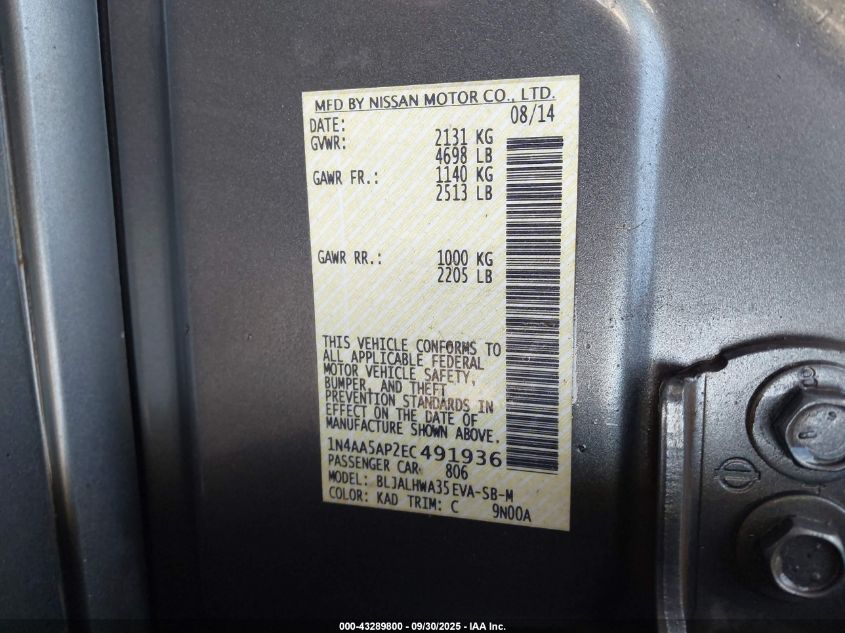 MFD BY NISSAN MOTOR CO., LTD.
DATE: 08/14
GVWR: 2131 KG
4698 LB
GAWR FR.: 1140 KG
2513 LB
GAWR RR.: 1000 KG
2205 LB
THIS VEHICLE CONFORMS TO
ALL APPLICABLE FEDERAL
MOTOR VEHICLE SAFETY,
BUMPER, AND THEFT
PREVENTION STANDARDS IN
EFFECT ON THE DATE OF
MANUFACTURE SHOWN ABOVE.
1N4AA5AP2EC491936
PASSENGER CAR 806
MODEL: BLJALHWA35EVA-SB-M
COLOR: KAD TRIM: C 9N00A
8
000-43289800 - 09/30/2025 - IAA Inc.